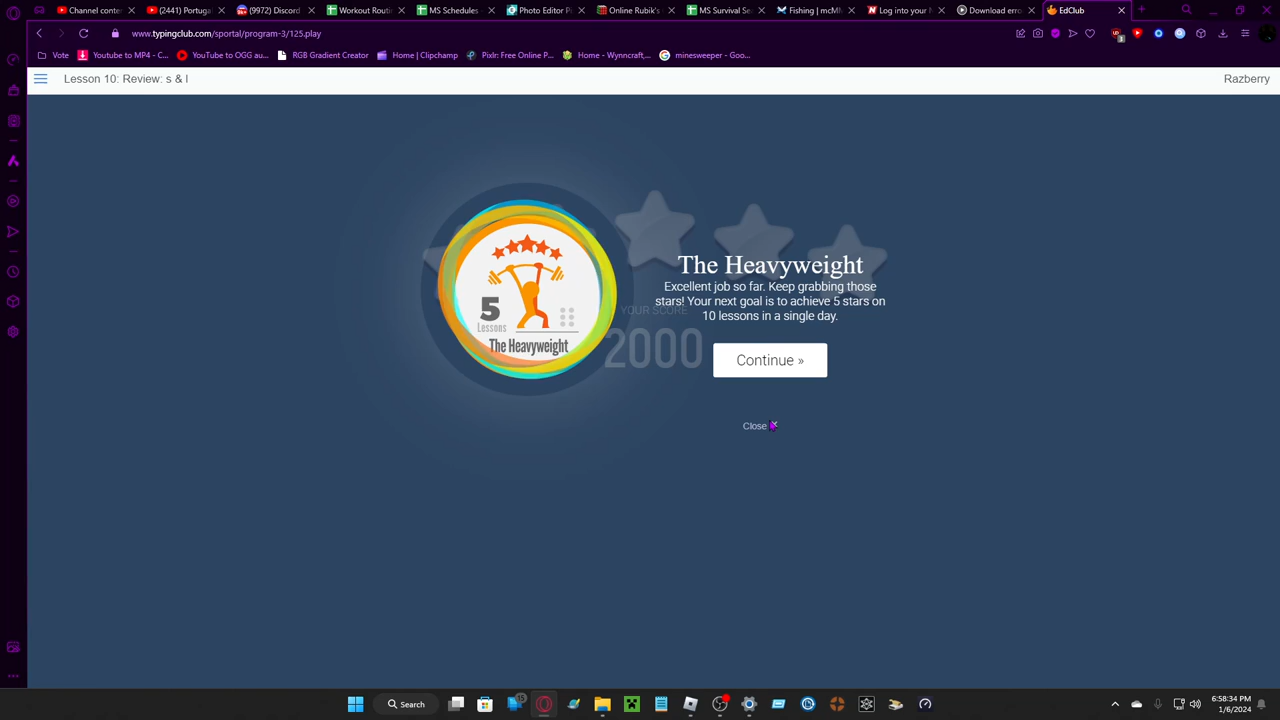 Channel conten
(2441) Portuga
(9972) Discord
Workout Routin
MS Schedules
Photo Editor P
Online Rubik's
MS Survival Se
Fishing | mcMM
Log into your
Download erro
EdClub
www.typingclub.com/sportal/program-3/125.play
Vote
Youtube to MP4 - C...
YouTube to OGG au...
RGB Gradient Creator
Home | Clipchamp
Pixlr: Free Online P...
Home - Wynncraft,...
minesweeper - Goo...
Lesson 10: Review: s & l
Razberry
5
Lessons
The Heavyweight
The Heavyweight
Excellent job so far. Keep grabbing those
stars! Your next goal is to achieve 5 stars on
10 lessons in a single day.
YOUR SCORE
2000
Continue »
Close
Search
15
6:58:34 PM
1/6/2024